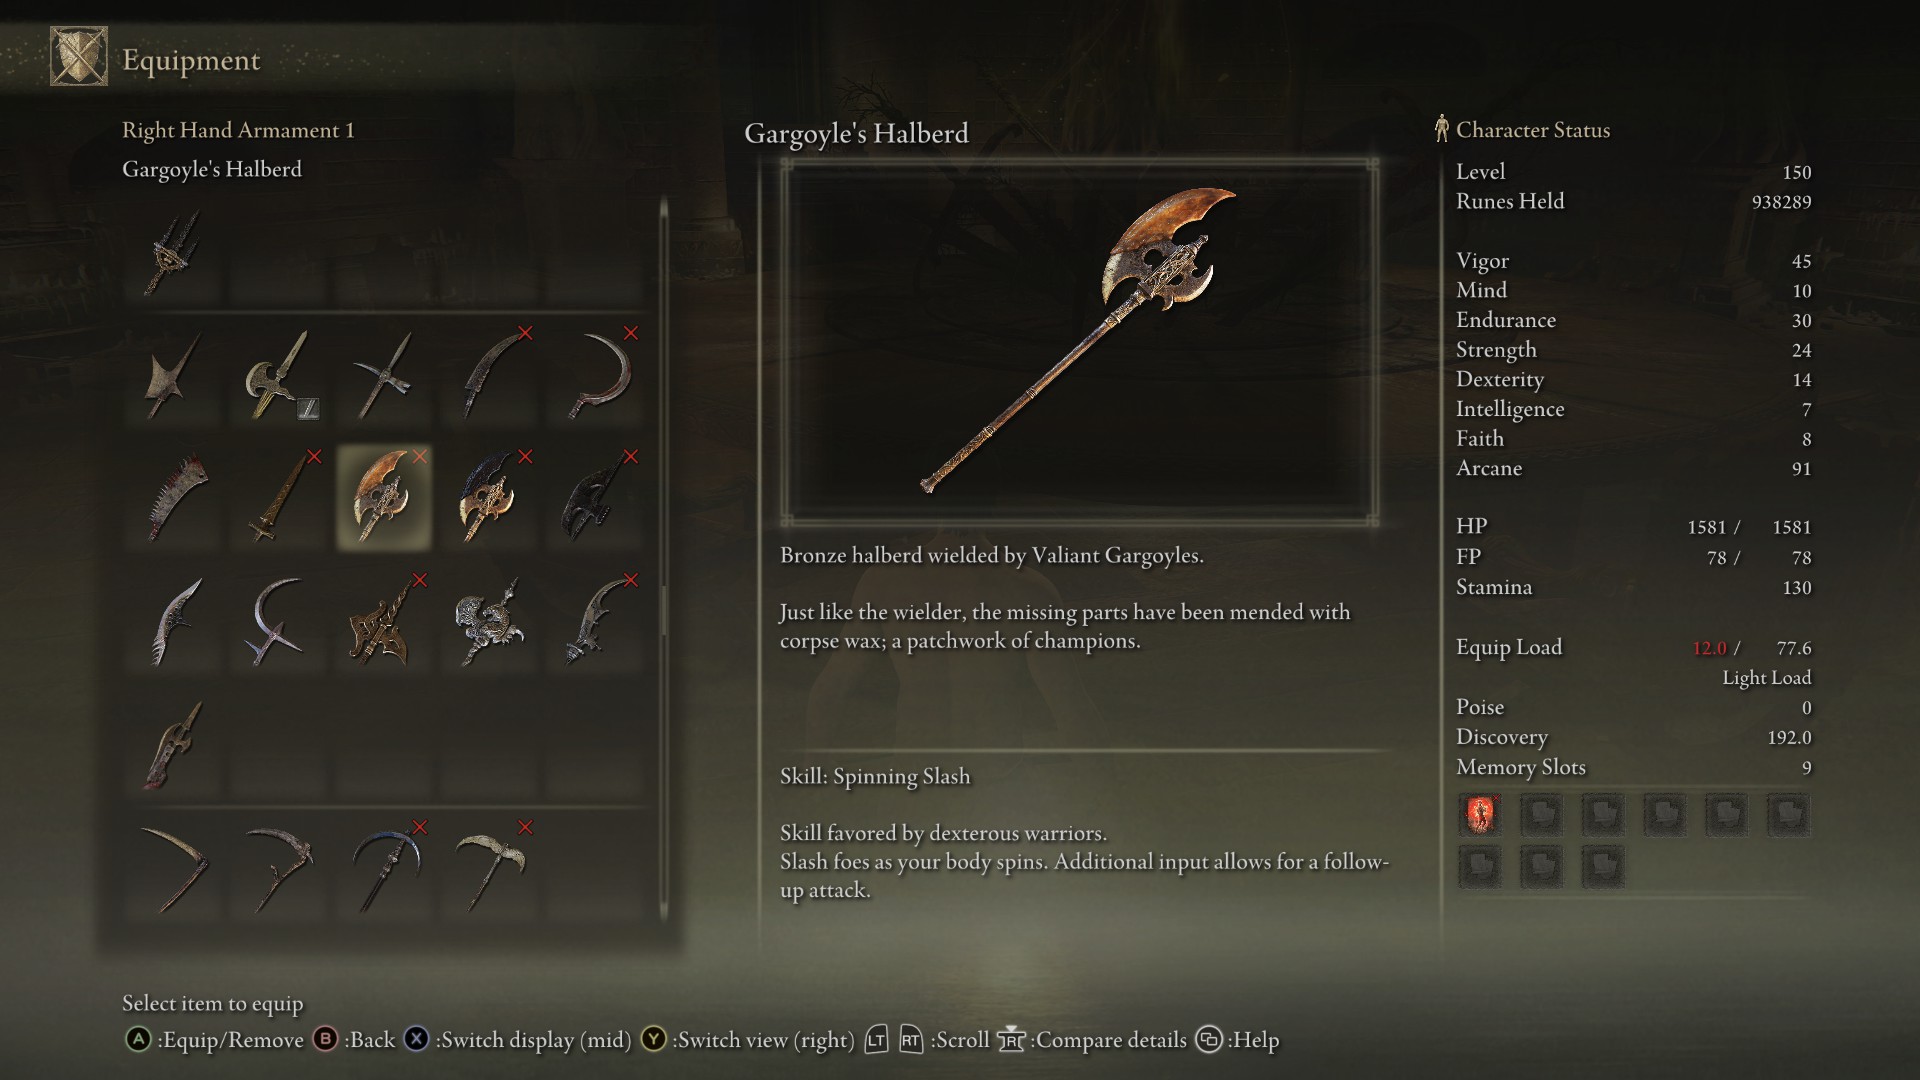 Equipment
Right Hand Armament 1
Gargoyle's Halberd
Gargoyle's Halberd
Bronze halberd wielded by Valiant Gargoyles.
Just like the wielder, the missing parts have been mended with
corpse wax; a patchwork of champions.
Skill: Spinning Slash
Skill favored by dexterous warriors.
Slash foes as your body spins. Additional input allows for a follow-
up attack.
Character Status
Level 150
Runes Held 938289
Vigor 45
Mind 10
Endurance 30
Strength 24
Dexterity 14
Intelligence 7
Faith 8
Arcane 91
HP 1581 / 1581
FP 78 / 78
Stamina 130
Equip Load 12.0 / 77.6
Light Load
Poise 0
Discovery 192.0
Memory Slots 9
Select item to equip
A :Equip/Remove B :Back X :Switch display (mid) Y :Switch view (right) LT RT :Scroll R :Compare details :Help